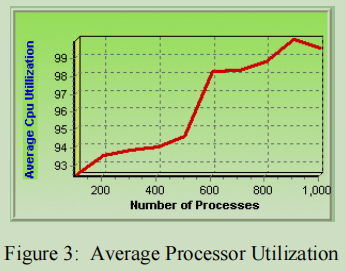 Average Cpu Utillization
99
98
97
96
95
94
93
200 400 600 800 1,000
Number of Processes
Figure 3: Average Processor Utilization